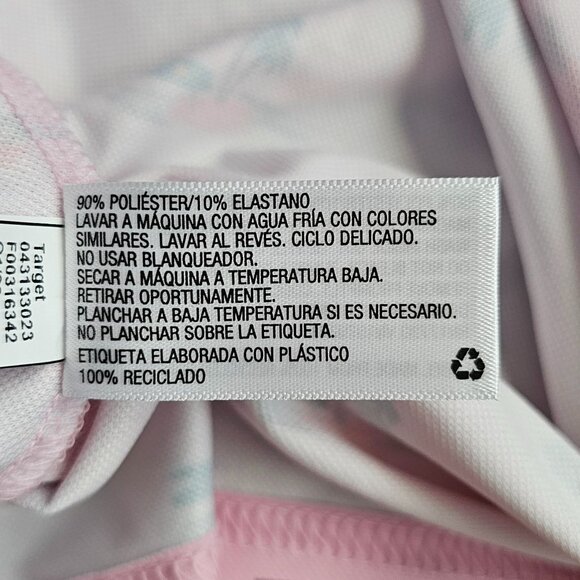 90% POLIÉSTER/10% ELASTANO
LAVAR A MÁQUINA CON AGUA FRÍA CON COLORES
SIMILARES. LAVAR AL REVÉS. CICLO DELICADO.
NO USAR BLANQUEADOR.
SECAR A MÁQUINA A TEMPERATURA BAJA.
RETIRAR OPORTUNAMENTE.
PLANCHAR A BAJA TEMPERATURA SI ES NECESARIO.
NO PLANCHAR SOBRE LA ETIQUETA.
ETIQUETA ELABORADA CON PLÁSTICO
100% RECICLADO
Target
043133023
F00316342